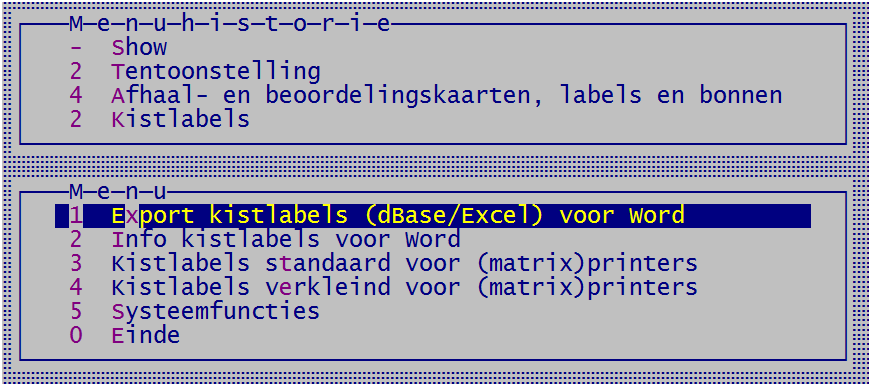 M-e-n-u-h-i-s-t-o-r-i-e
- Show
2 Tentoonstelling
4 Afhaal- en beoordelingskaarten, labels en bonnen
2 Kistlabels
M-e-n-u
1 Export kistlabels (dBase/Excel) voor Word
2 Info kistlabels voor Word
3 Kistlabels standaard voor (matrix)printers
4 Kistlabels verkleind voor (matrix)printers
5 Systeemfuncties
0 Einde